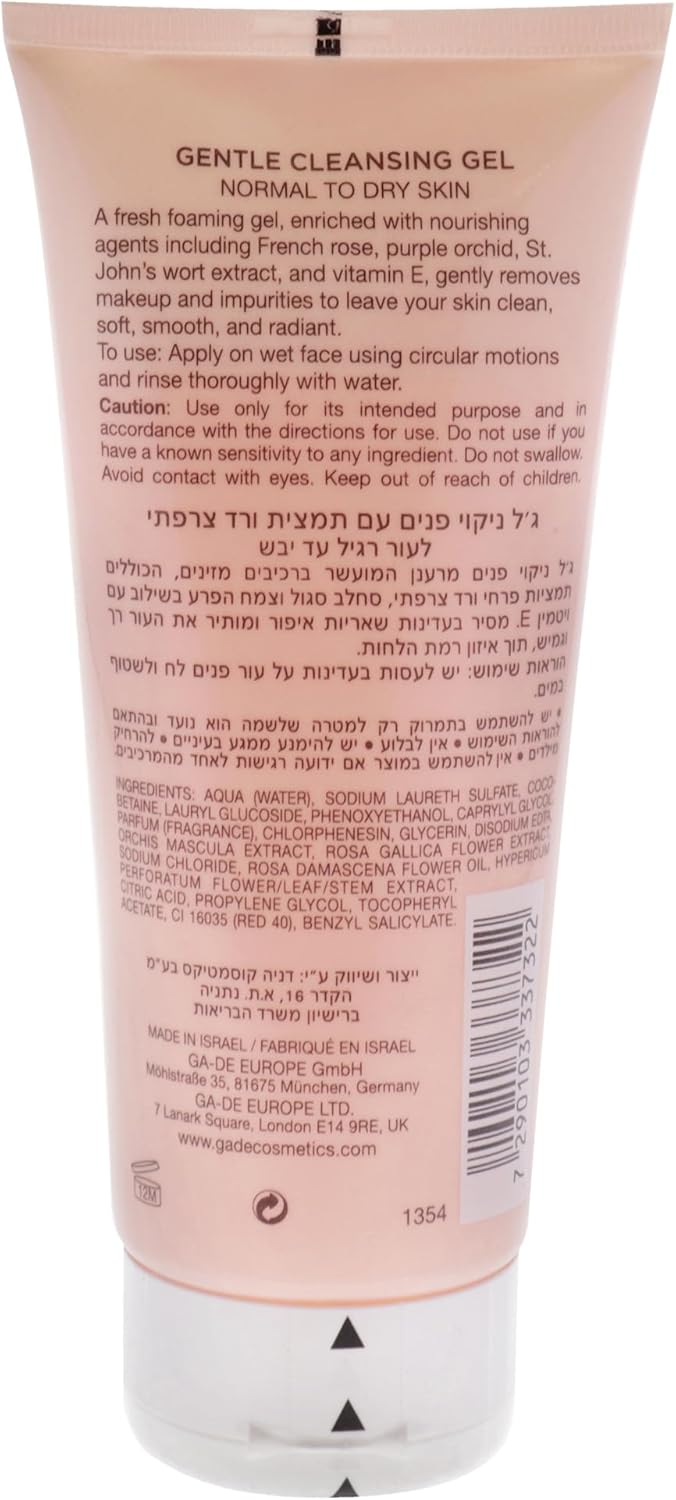 GENTLE CLEANSING GEL
NORMAL TO DRY SKIN
A fresh foaming gel, enriched with nourishing
agents including French rose, purple orchid, St.
John's wort extract, and vitamin E, gently removes
makeup and impurities to leave your skin clean,
soft, smooth, and radiant.
To use: Apply on wet face using circular motions
and rinse thoroughly with water.
Caution: Use only for its intended purpose and in
accordance with the directions for use. Do not use if you
have a known sensitivity to any ingredient. Do not swallow.
Avoid contact with eyes. Keep out of reach of children.
ג'ל ניקוי פנים עם תמצית ורד צרפתי
לעור רגיל עד יבש
ג'ל ניקוי פנים מרענן המועשר ברכיבים מזינים, הכוללים
תמציות פרחי ורד צרפתי, סחלב סגול וצמח הפרע בשילוב עם
ויטמין E. מסיר בעדינות שאריות איפור ומותיר את העור רך
וגמיש, תוך איזון רמת הלחות.
הוראות שימוש: יש לעסות בעדינות על עור פנים לח ולשטוף
במים.
• יש להשתמש בתמרוק רק למטרה שלשמה הוא נועד ובהתאם
להוראות השימוש • אין לבלוע • יש להימנע ממגע בעיניים • להרחיק
מילדים • אין להשתמש במוצר אם ידועה רגישות לאחד מהמרכיבים.
INGREDIENTS: AQUA (WATER), SODIUM LAURETH SULFATE, COCO-
BETAINE, LAURYL GLUCOSIDE, PHENOXYETHANOL, CAPRYLYL GLYCOL,
PARFUM (FRAGRANCE), CHLORPHENESIN, GLYCERIN, DISODIUM EDTA,
ORCHIS MASCULA EXTRACT, ROSA GALLICA FLOWER EXTRACT,
SODIUM CHLORIDE, ROSA DAMASCENA FLOWER OIL, HYPERICUM
PERFORATUM FLOWER/LEAF/STEM EXTRACT,
CITRIC ACID, PROPYLENE GLYCOL, TOCOPHERYL
ACETATE, CI 16035 (RED 40), BENZYL SALICYLATE.
ייצור ושיווק ע"י: דניה קוסמטיקס בע"מ
הקדר 16, א.ת. נתניה
ברישיון משרד הבריאות
MADE IN ISRAEL / FABRIQUÉ EN ISRAEL
GA-DE EUROPE GmbH
Möhlstraße 35, 81675 München, Germany
GA-DE EUROPE LTD.
7 Lanark Square, London E14 9RE, UK
www.gadecosmetics.com
12M
1354
7 290103 337322